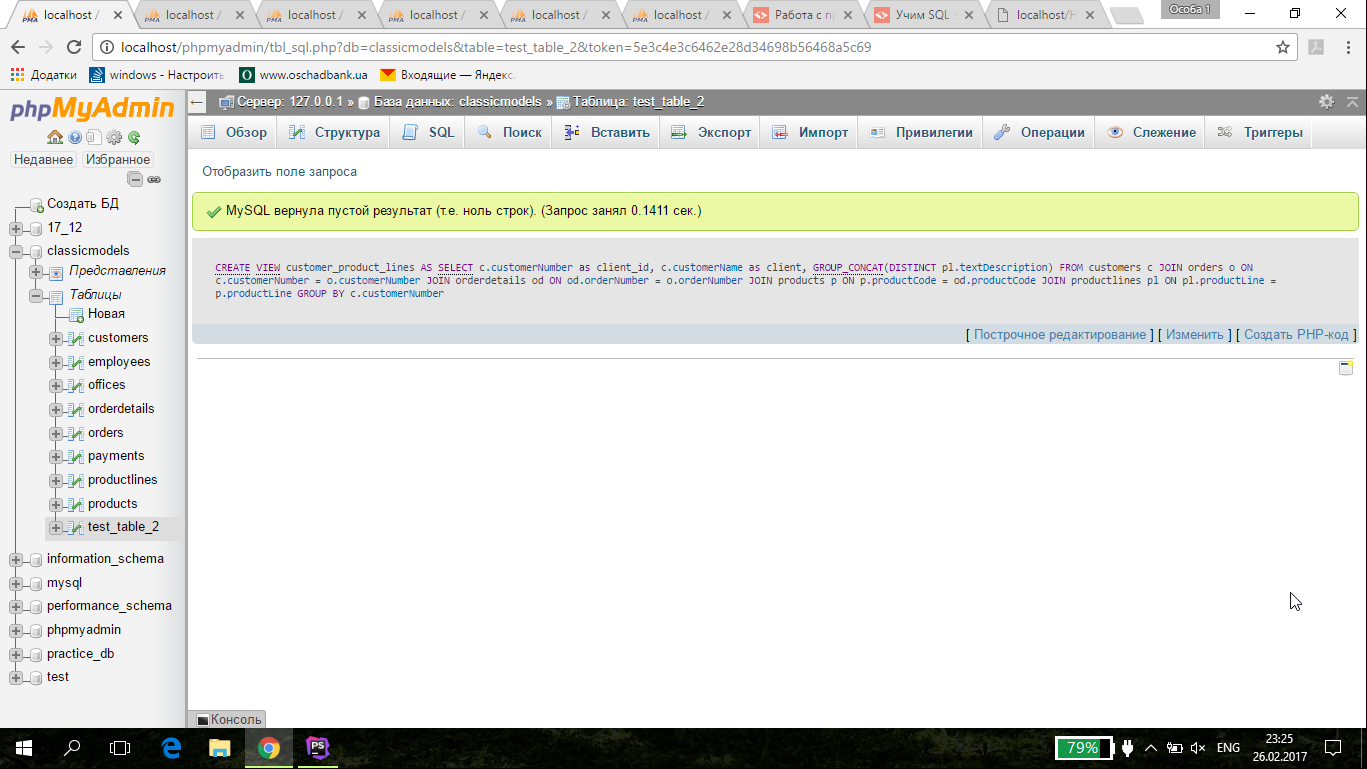 localhost /
localhost /
localhost /
localhost /
localhost /
localhost /
Работа с п
Учим SQL
localhost/
Особа 1
localhost/phpmyadmin/tbl_sql.php?db=classicmodels&table=test_table_2&token=5e3c4e3c6462e28d34698b56468a5c69
Додатки
windows - Настроить
www.oschadbank.ua
Входящие — Яндекс
phpMyAdmin
Недавнее Избранное
Создать БД
17_12
classicmodels
Представления
Таблицы
Новая
customers
employees
offices
orderdetails
orders
payments
productlines
products
test_table_2
information_schema
mysql
performance_schema
phpmyadmin
practice_db
test
Сервер: 127.0.0.1 » База данных: classicmodels » Таблица: test_table_2
Обзор Структура SQL Поиск Вставить Экспорт Импорт Привилегии Операции Слежение Триггеры
Отобразить поле запроса
MySQL вернула пустой результат (т.е. ноль строк). (Запрос занял 0.1411 сек.)
CREATE VIEW customer_product_lines AS SELECT c.customerNumber as client_id, c.customerName as client, GROUP_CONCAT(DISTINCT pl.textDescription) FROM customers c JOIN orders o ON
c.customerNumber = o.customerNumber JOIN orderdetails od ON od.orderNumber = o.orderNumber JOIN products p ON p.productCode = od.productCode JOIN productlines pl ON pl.productLine =
p.productLine GROUP BY c.customerNumber
[ Построчное редактирование ] [ Изменить ] [ Создать PHP-код ]
Консоль
79%
ENG
23:25
26.02.2017